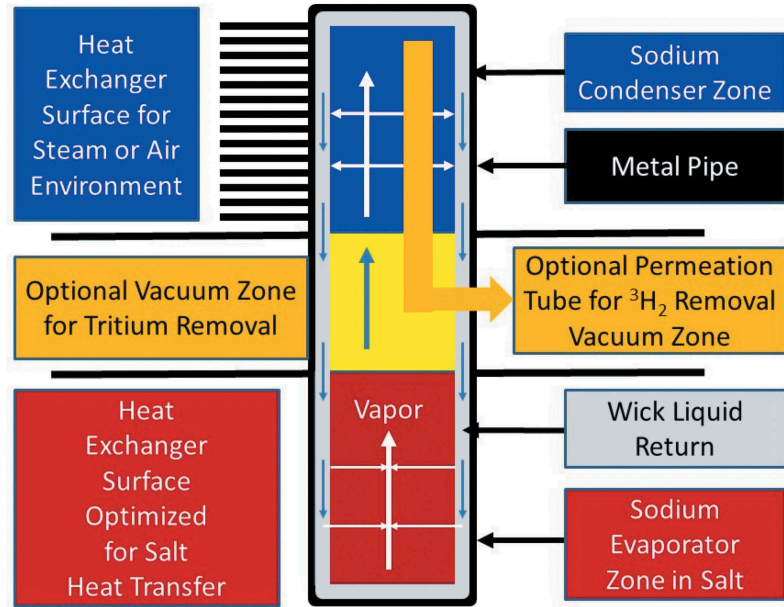 Heat
Exchanger
Surface for
Steam or Air
Environment
Sodium
Condenser Zone
Metal Pipe
Optional Vacuum Zone
for Tritium Removal
Optional Permeation
Tube for ³H₂ Removal
Vacuum Zone
Heat
Exchanger
Surface
Optimized
for Salt
Heat Transfer
Vapor
Wick Liquid
Return
Sodium
Evaporator
Zone in Salt